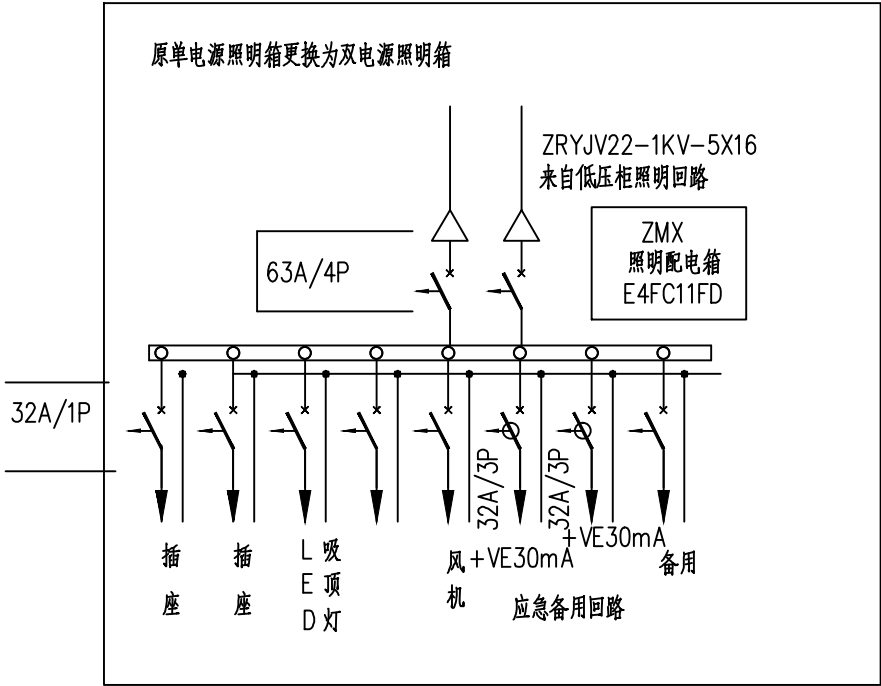 原单电源照明箱更换为双电源照明箱
ZRYJV22-1KV-5X16
来自低压柜照明回路
ZMX
照明配电箱
E4FC11FD
63A/4P
32A/1P
32A/3P
32A/3P
插座
插座
LED
吸顶灯
风机
+VE30mA
+VE30mA
备用
应急备用回路